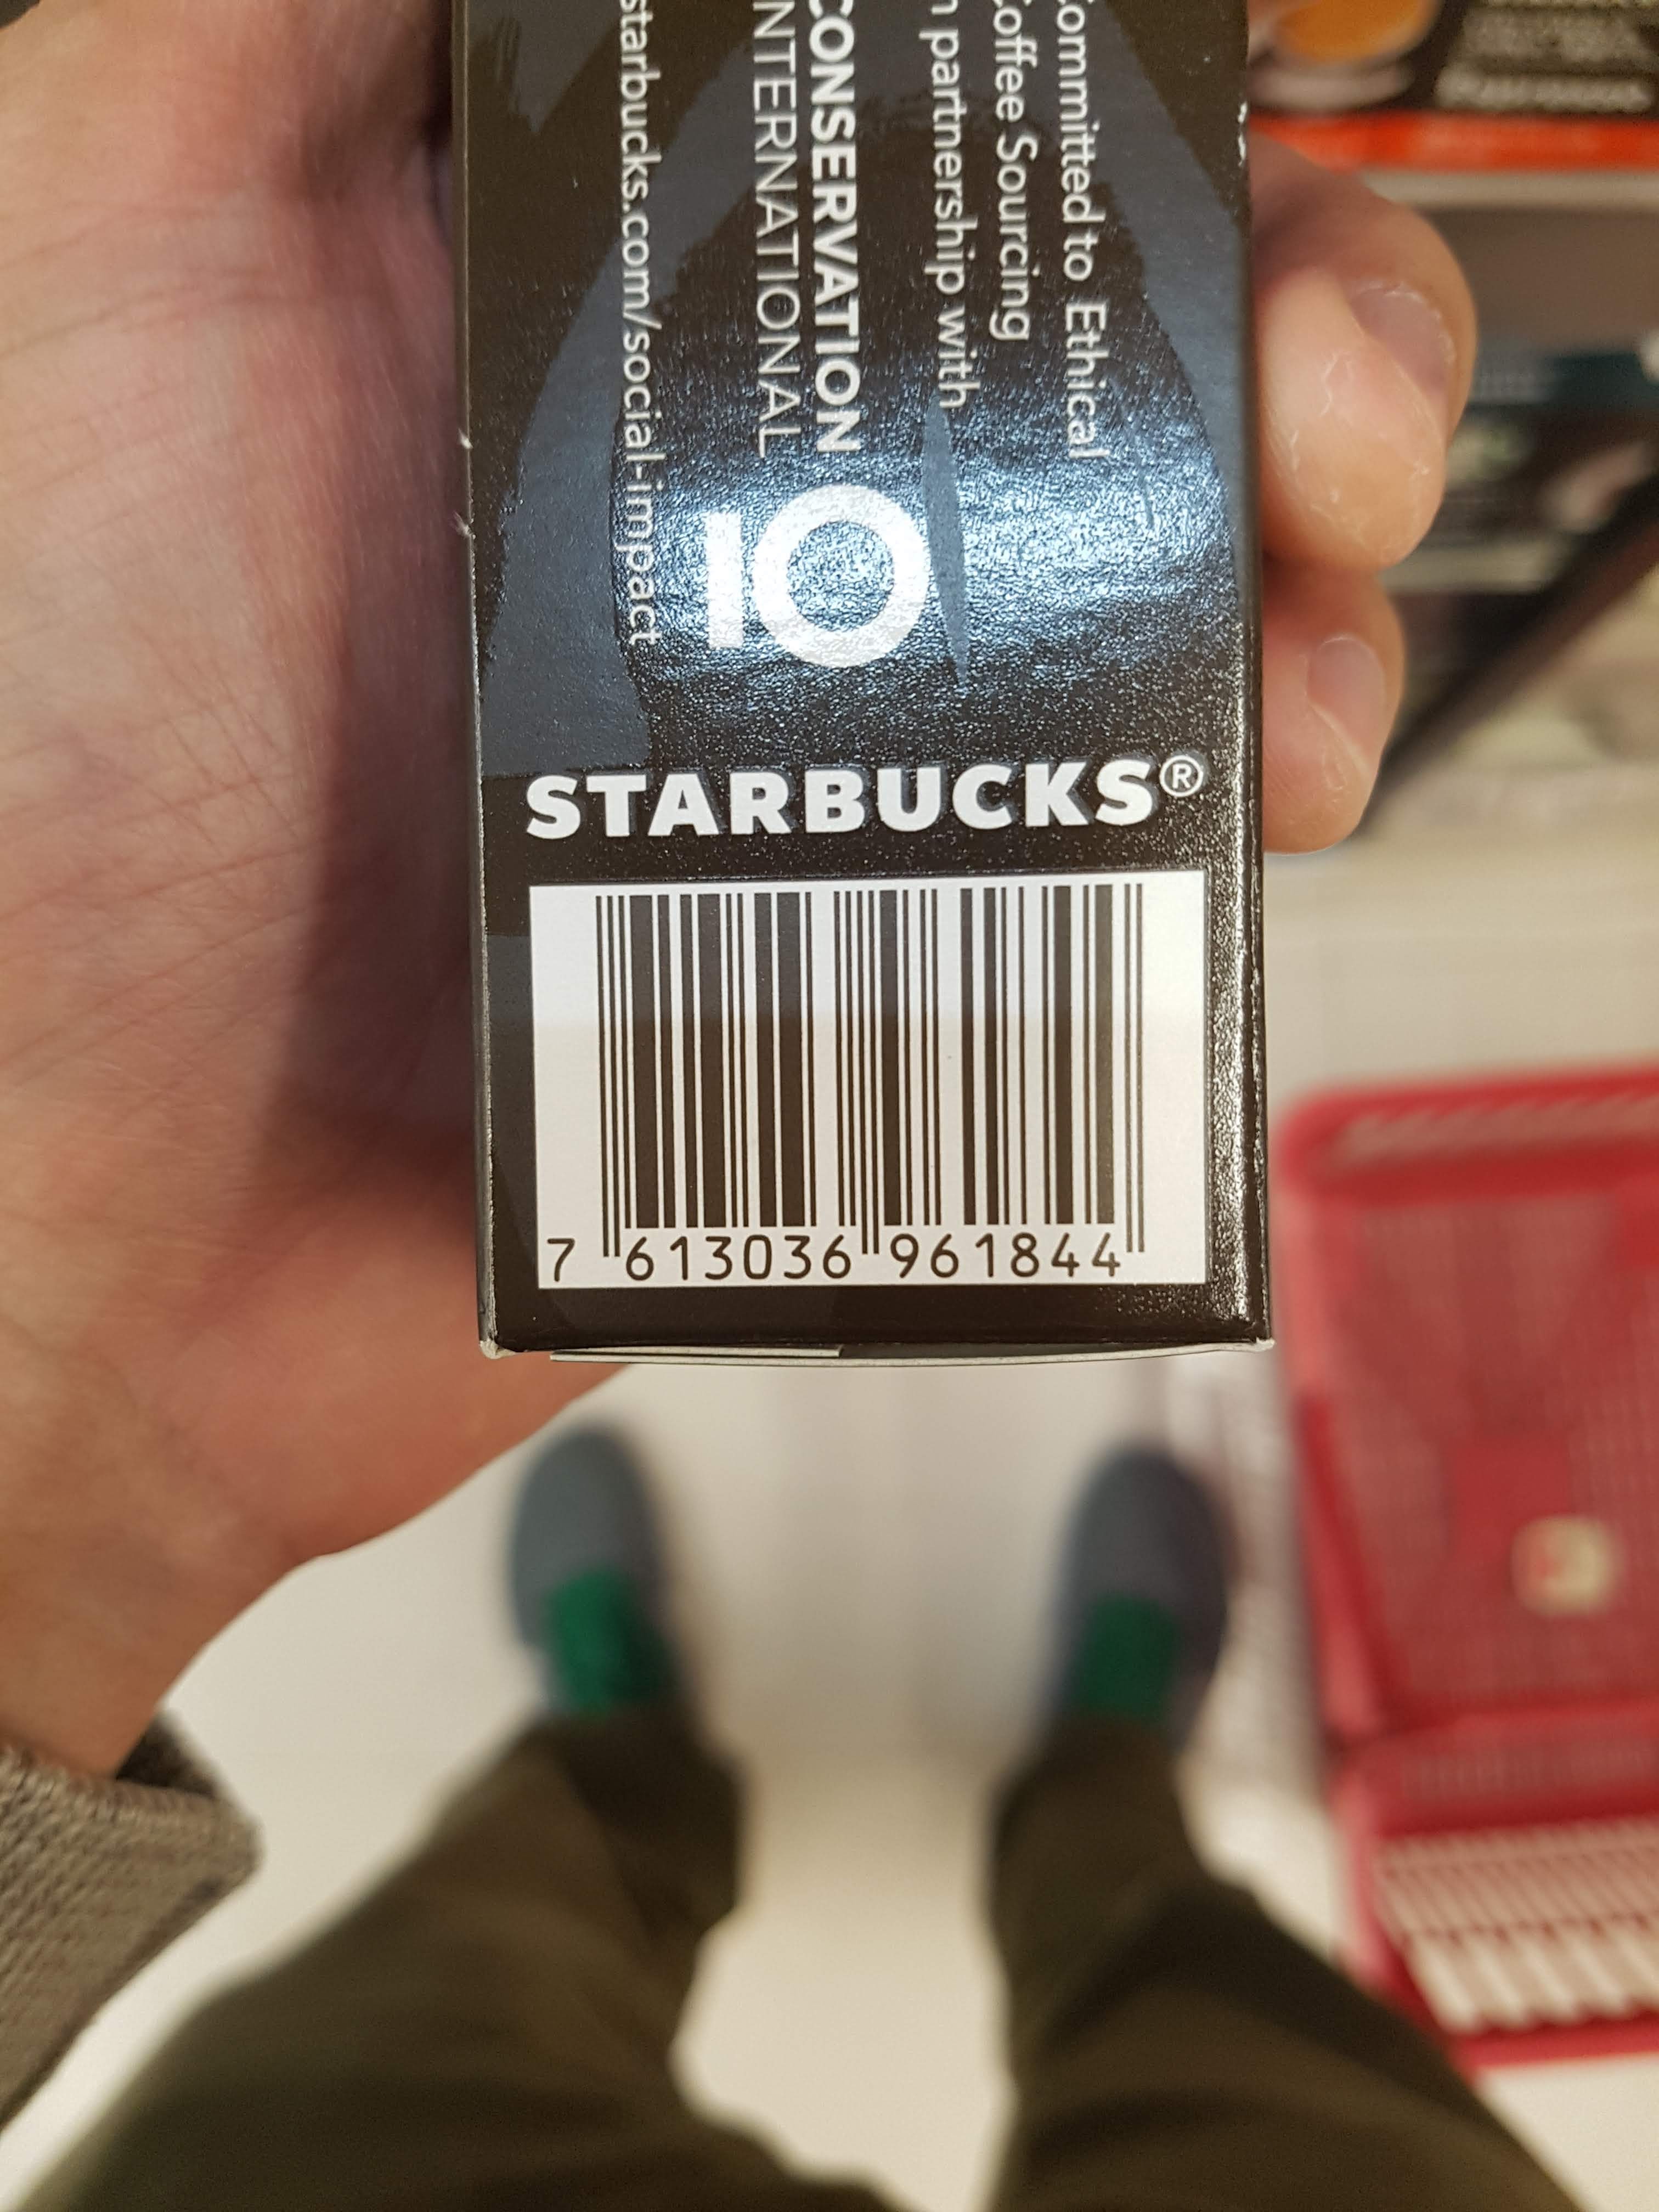 Committed to Ethical
Coffee Sourcing
n partnership with
CONSERVATION
INTERNATIONAL
starbucks.com/social-impact
10
STARBUCKS®
7 613036 961844